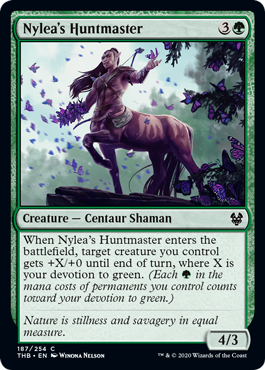 Nylea's Huntmaster 3
Creature — Centaur Shaman
When Nylea's Huntmaster enters the
battlefield, target creature you control
gets +X/+0 until end of turn, where X is
your devotion to green. (Each in the
mana costs of permanents you control counts
toward your devotion to green.)
Nature is stillness and savagery in equal
measure.
4/3
187/254 C
THB • EN Winona Nelson
™ & © 2020 Wizards of the Coast